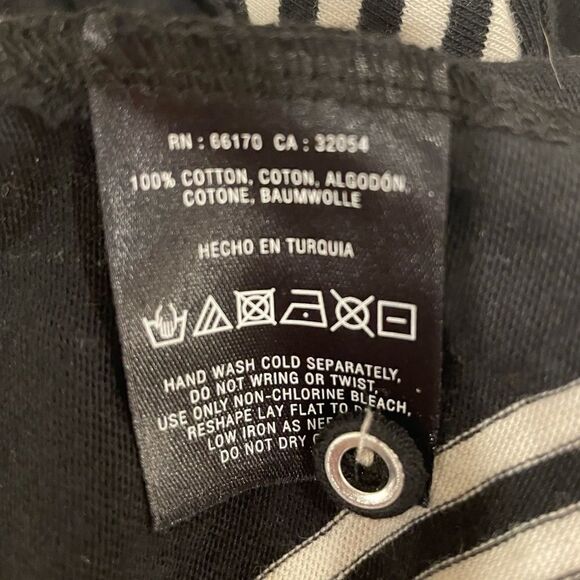 RN : 66170 CA : 32054
100% COTTON, COTON, ALGODÓN,
COTONE, BAUMWOLLE
HECHO EN TURQUIA
HAND WASH COLD SEPARATELY,
DO NOT WRING OR TWIST,
USE ONLY NON-CHLORINE BLEACH,
RESHAPE LAY FLAT TO
LOW IRON AS
DO NOT DRY